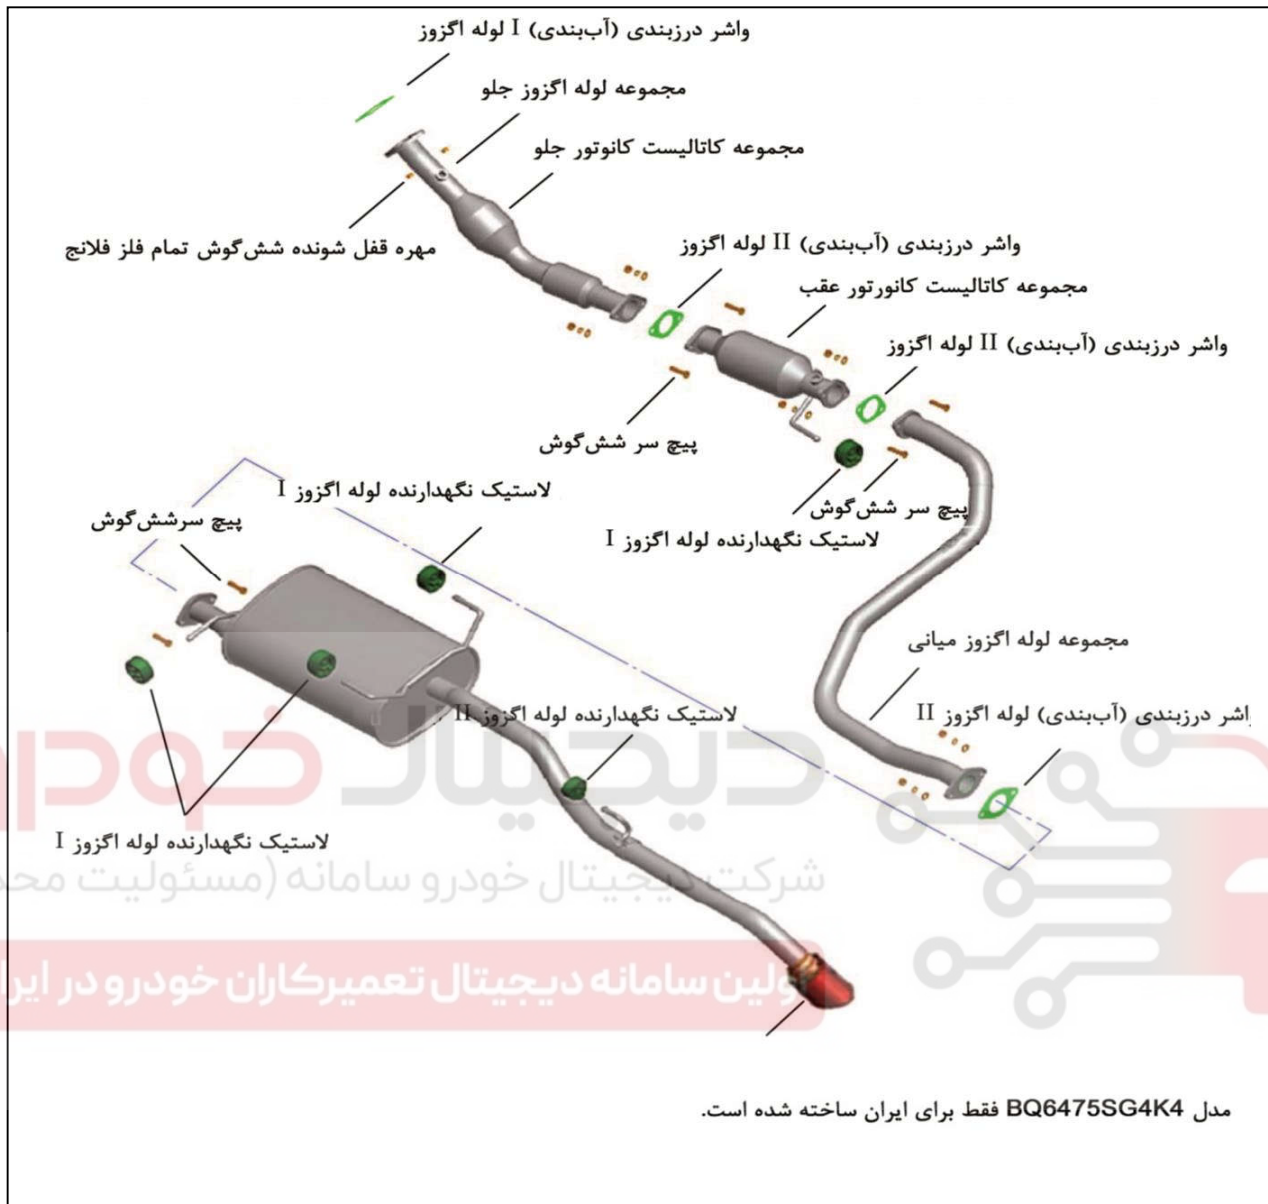 واشر درزبندی (آب‌بندی) I لوله اگزوز
مجموعه لوله اگزوز جلو
مجموعه کاتالیست کانوتور جلو
مهره قفل شونده شش‌گوش تمام فلز فلانج
واشر درزبندی (آب‌بندی) II لوله اگزوز
مجموعه کاتالیست کانورتور عقب
واشر درزبندی (آب‌بندی) II لوله اگزوز
پیچ سر شش‌گوش
لاستیک نگهدارنده لوله اگزوز I
پیچ سر شش‌گوش
پیچ سرشش‌گوش
لاستیک نگهدارنده لوله اگزوز I
مجموعه لوله اگزوز میانی
لاستیک نگهدارنده لوله اگزوز II
اشر درزبندی (آب‌بندی) لوله اگزوز II
دیجیتال خودر
لاستیک نگهدارنده لوله اگزوز I
شرکت دیجیتال خودرو سامانه (مسئولیت محد
ولین سامانه دیجیتال تعمیرکاران خودرو در ایرا
مدل BQ6475SG4K4 فقط برای ایران ساخته شده است.